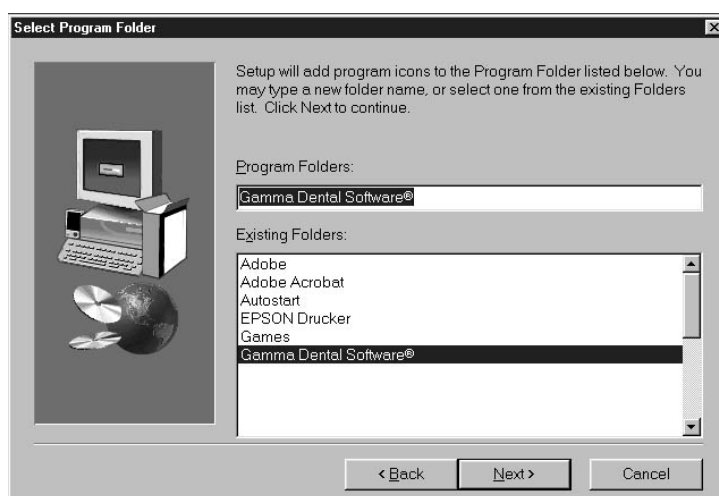 Select Program Folder
Setup will add program icons to the Program Folder listed below. You
may type a new folder name, or select one from the existing Folders
list. Click Next to continue.
Program Folders:
Gamma Dental Software®
Existing Folders:
Adobe
Adobe Acrobat
Autostart
EPSON Drucker
Games
Gamma Dental Software®
< Back
Next >
Cancel